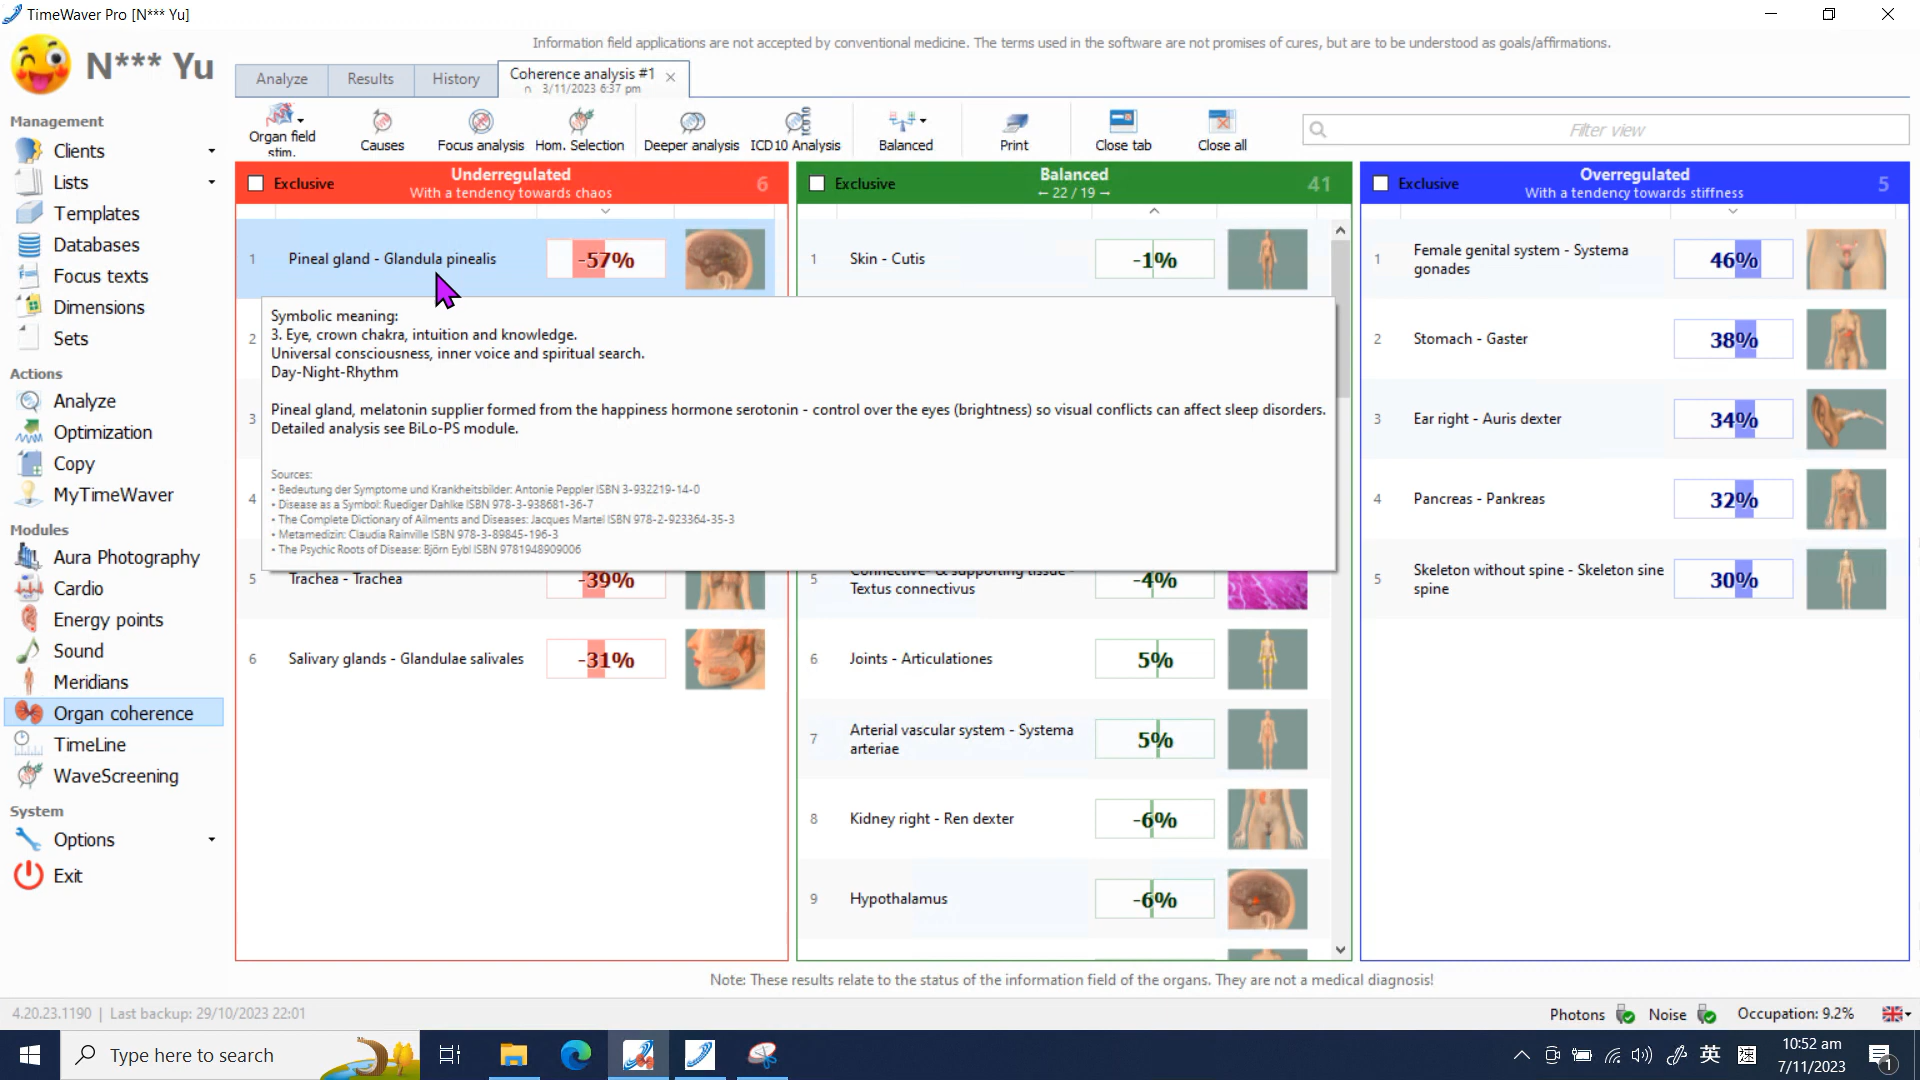 TimeWaver Pro [N*** Yu]
N*** Yu
Information field applications are not accepted by conventional medicine. The terms used in the software are not promises of cures, but are to be understood as goals/affirmations.
Analyze
Results
History
Coherence analysis #1
3/11/2023 6:37 pm
Organ field
stim.
Causes
Focus analysis
Hom. Selection
Deeper analysis
ICD10 Analysis
Balanced
Print
Close tab
Close all
Filter view
Management
Clients
Lists
Templates
Databases
Focus texts
Dimensions
Sets
Actions
Analyze
Optimization
Copy
MyTimeWaver
Modules
Aura Photography
Cardio
Energy points
Sound
Meridians
Organ coherence
TimeLine
WaveScreening
System
Options
Exit
Exclusive
Underregulated
With a tendency towards chaos
6
1 Pineal gland - Glandula pinealis -57%
2
3
4
5 Trachea - Trachea -39%
6 Salivary glands - Glandulae salivales -31%
Symbolic meaning:
3. Eye, crown chakra, intuition and knowledge.
Universal consciousness, inner voice and spiritual search.
Day-Night-Rhythm
Pineal gland, melatonin supplier formed from the happiness hormone serotonin - control over the eyes (brightness) so visual conflicts can affect sleep disorders.
Detailed analysis see BiLo-PS module.
Sources:
• Bedeutung der Symptome und Krankheitsbilder: Antonie Peppler ISBN 3-932219-14-0
• Disease as a Symbol: Ruediger Dahlke ISBN 978-3-938681-36-7
• The Complete Dictionary of Ailments and Diseases: Jacques Martel ISBN 978-2-923364-35-3
• Metamedizin: Claudia Rainville ISBN 978-3-89845-196-3
• The Psychic Roots of Disease: Björn Eybl ISBN 9781948909006
Exclusive
Balanced
← 22 / 19 →
41
1 Skin - Cutis -1%
5 Connective- & supporting tissue -
Textus connectivus -4%
6 Joints - Articulationes 5%
7 Arterial vascular system - Systema
arteriae 5%
8 Kidney right - Ren dexter -6%
9 Hypothalamus -6%
Exclusive
Overregulated
With a tendency towards stiffness
5
1 Female genital system - Systema
gonades 46%
2 Stomach - Gaster 38%
3 Ear right - Auris dexter 34%
4 Pancreas - Pankreas 32%
5 Skeleton without spine - Skeleton sine
spine 30%
Note: These results relate to the status of the information field of the organs. They are not a medical diagnosis!
4.20.23.1190 | Last backup: 29/10/2023 22:01
Photons
Noise
Occupation: 9.2%
Type here to search
英
速
10:52 am
7/11/2023
1